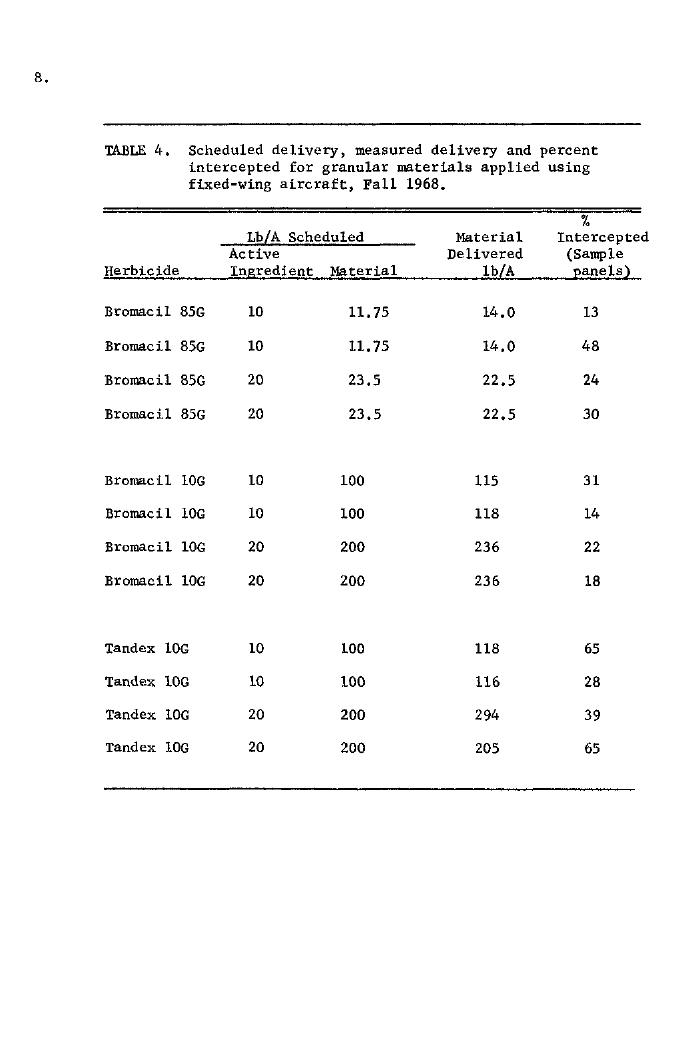 8.
TABLE 4. Scheduled delivery, measured delivery and percent
intercepted for granular materials applied using
fixed-wing aircraft, Fall 1968.
%
Lb/A Scheduled Material Intercepted
Active Delivered (Sample
Herbicide Ingredient Material lb/A panels)
Bromacil 85G 10 11.75 14.0 13
Bromacil 85G 10 11.75 14.0 48
Bromacil 85G 20 23.5 22.5 24
Bromacil 85G 20 23.5 22.5 30
Bromacil 10G 10 100 115 31
Bromacil 10G 10 100 118 14
Bromacil 10G 20 200 236 22
Bromacil 10G 20 200 236 18
Tandex 10G 10 100 118 65
Tandex 10G 10 100 116 28
Tandex 10G 20 200 294 39
Tandex 10G 20 200 205 65